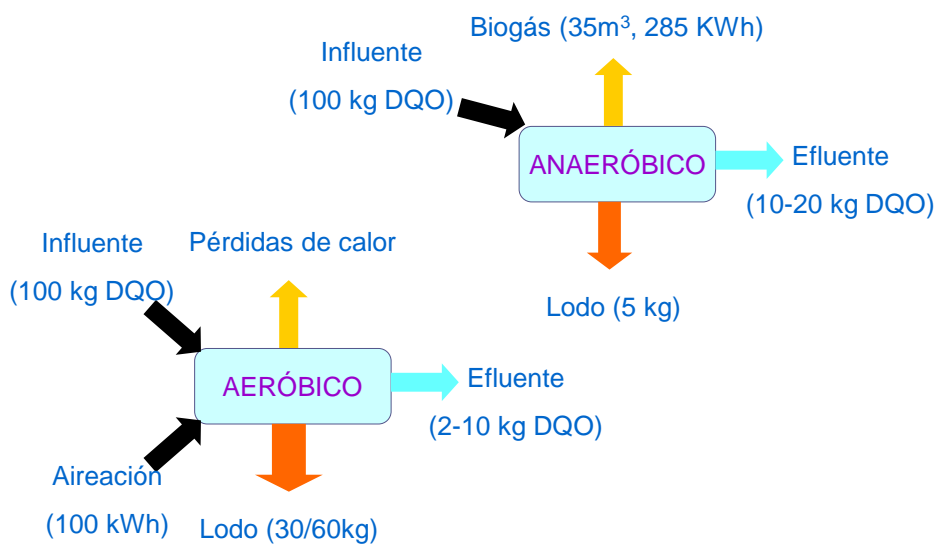 Biogás (35m³, 285 KWh)
Influente
(100 kg DQO)
ANAERÓBICO
Efluente
(10-20 kg DQO)
Lodo (5 kg)
Influente
(100 kg DQO)
Pérdidas de calor
AERÓBICO
Efluente
(2-10 kg DQO)
Aireación
(100 kWh)
Lodo (30/60kg)